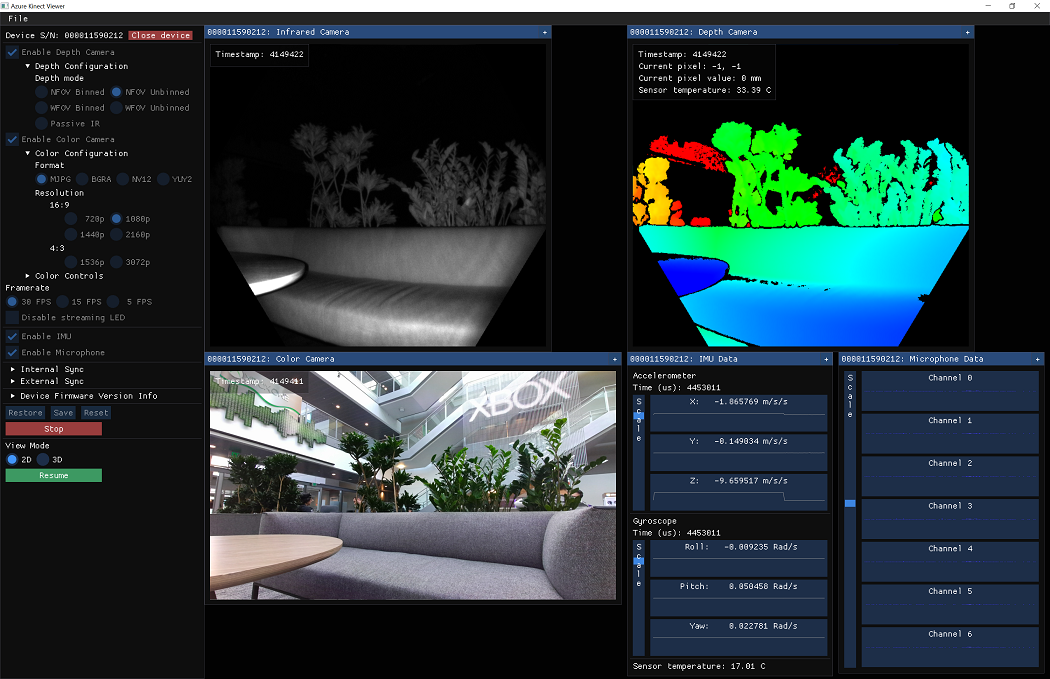 Azure Kinect Viewer
File
Device S/N: 000011590212 Close device
Enable Depth Camera
Depth Configuration
Depth mode
NFOV Binned NFOV Unbinned
WFOV Binned WFOV Unbinned
Passive IR
Enable Color Camera
Color Configuration
Format
MJPG BGRA NV12 YUY2
Resolution
16:9
720p 1080p
1440p 2160p
4:3
1536p 3072p
Color Controls
Framerate
30 FPS 15 FPS 5 FPS
Disable streaming LED
Enable IMU
Enable Microphone
Internal Sync
External Sync
Device Firmware Version Info
Restore Save Reset
Stop
View Mode
2D 3D
Resume
000011590212: Infrared Camera +
Timestamp: 4149422
000011590212: Depth Camera +
Timestamp: 4149422
Current pixel: -1, -1
Current pixel value: 0 mm
Sensor temperature: 33.39 C
000011590212: Color Camera +
Timestamp: 4149411
XBOX
000011590212: IMU Data +
Accelerometer
Time (us): 4453011
Scale
X: -1.865769 m/s/s
Y: -0.149034 m/s/s
Z: -9.659517 m/s/s
Gyroscope
Time (us): 4453011
Scale
Roll: -0.009235 Rad/s
Pitch: 0.050458 Rad/s
Yaw: 0.022781 Rad/s
Sensor temperature: 17.01 C
000011590212: Microphone Data +
Scale
Channel 0
Channel 1
Channel 2
Channel 3
Channel 4
Channel 5
Channel 6